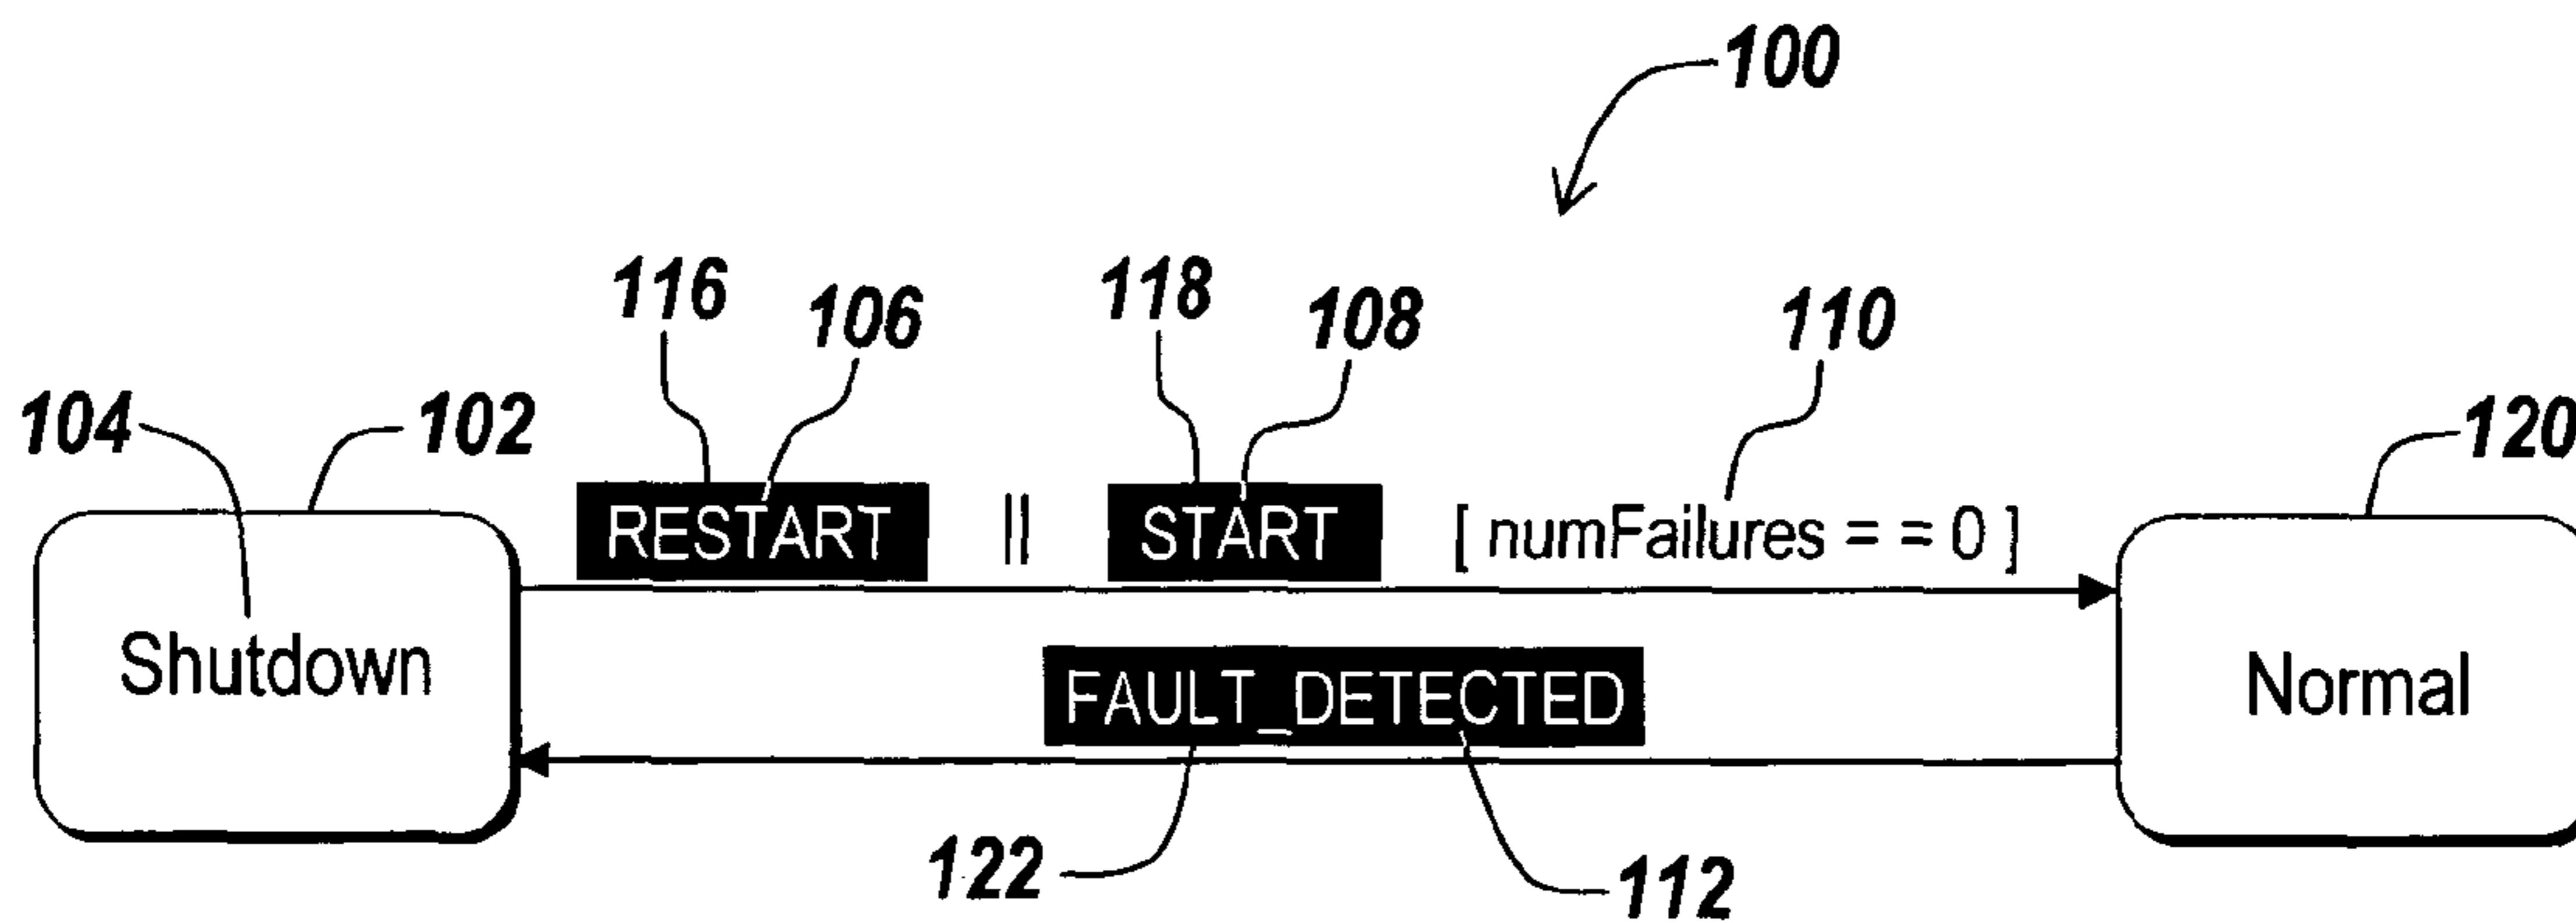 100
116 106 118 108 110
104 102 120
RESTART || START [ numFailures = = 0 ]
Shutdown FAULT_DETECTED Normal
122 112